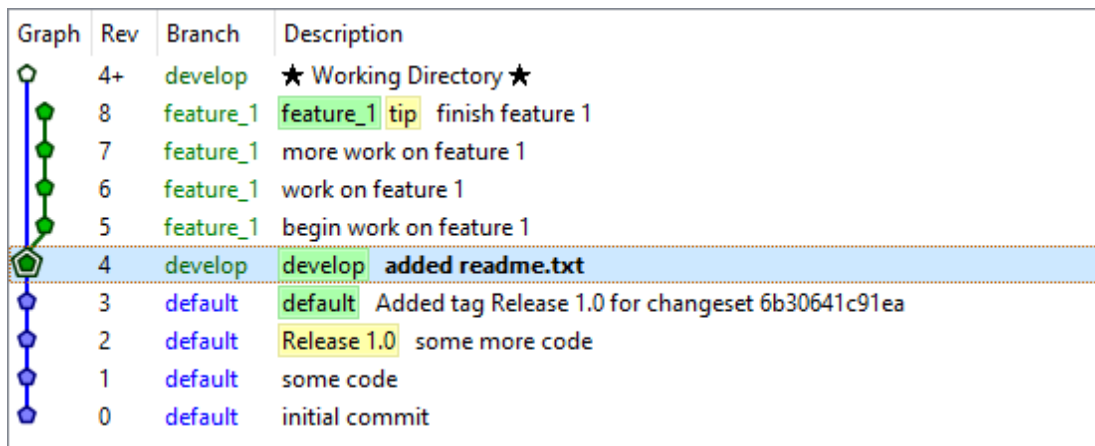 Graph Rev Branch Description
4+ develop ★ Working Directory ★
8 feature_1 feature_1 tip finish feature 1
7 feature_1 more work on feature 1
6 feature_1 work on feature 1
5 feature_1 begin work on feature 1
4 develop develop added readme.txt
3 default default Added tag Release 1.0 for changeset 6b30641c91ea
2 default Release 1.0 some more code
1 default some code
0 default initial commit